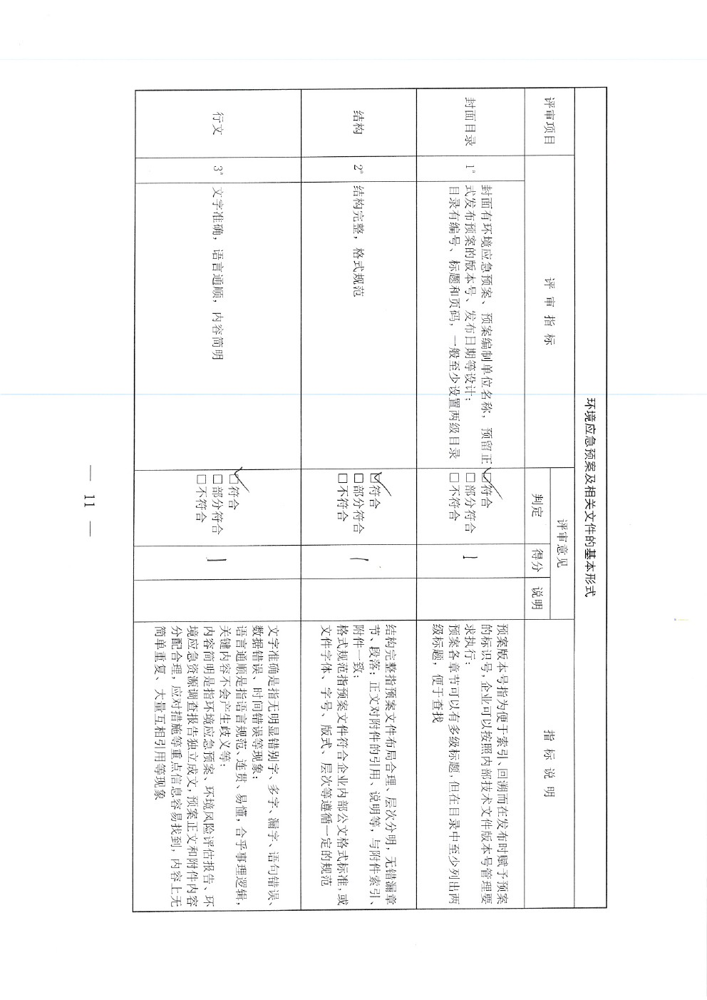 环境应急预案及相关文件的基本形式
评审项目
评 审 指 标
评审意见
判定
得分
说明
指 标 说 明
封面目录
1ª
封面有环境应急预案、预案编制单位名称，预留正
式发布预案的版本号、发布日期等设计；
目录有编号、标题和页码，一般至少设置两级目录
☑符合
□部分符合
□不符合
1
预案版本号指为便于索引、回溯而在发布时赋予预案
的标识号，企业可以按照内部技术文件版本号管理要
求执行；
预案各章节可以有多级标题，但在目录中至少列出两
级标题，便于查找
结构
2ª
结构完整，格式规范
☑符合
□部分符合
□不符合
1
结构完整指预案文件布局合理、层次分明，无错漏章
节、段落；正文对附件的引用、说明等，与附件索引、
附件一致；
格式规范指预案文件符合企业内部公文格式标准，或
文件字体、字号、版式、层次等遵循一定的规范
行文
3ª
文字准确，语言通顺，内容简明
☑符合
□部分符合
□不符合
1
文字准确是指无明显错别字、多字、漏字、语句错误、
数据错误、时间错误等现象；
语言通顺是指语言规范、连贯、易懂，合乎事理逻辑，
关键内容不会产生歧义等；
内容简明是指环境应急预案、环境风险评估报告、环
境应急资源调查报告独立成文，预案正文和附件内容
分配合理，应对措施等重点信息容易找到，内容上无
简单重复、大量互相引用等现象
— 11 —